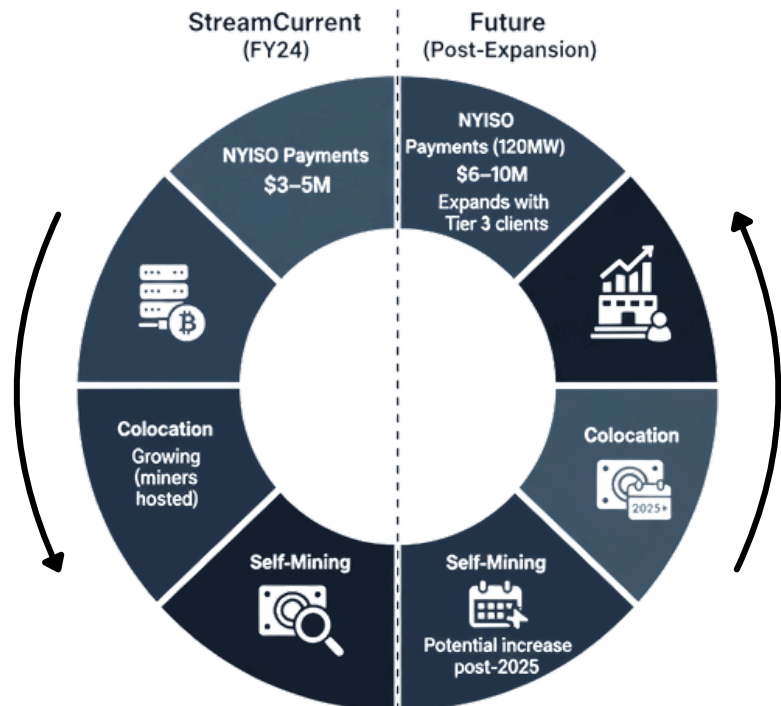 StreamCurrent
(FY24)
Future
(Post-Expansion)
NYISO Payments
$3–5M
NYISO
Payments (120MW)
$6–10M
Expands with
Tier 3 clients
Colocation
Growing
(miners
hosted)
Colocation
2025+
Self-Mining
Self-Mining
Potential increase
post-2025